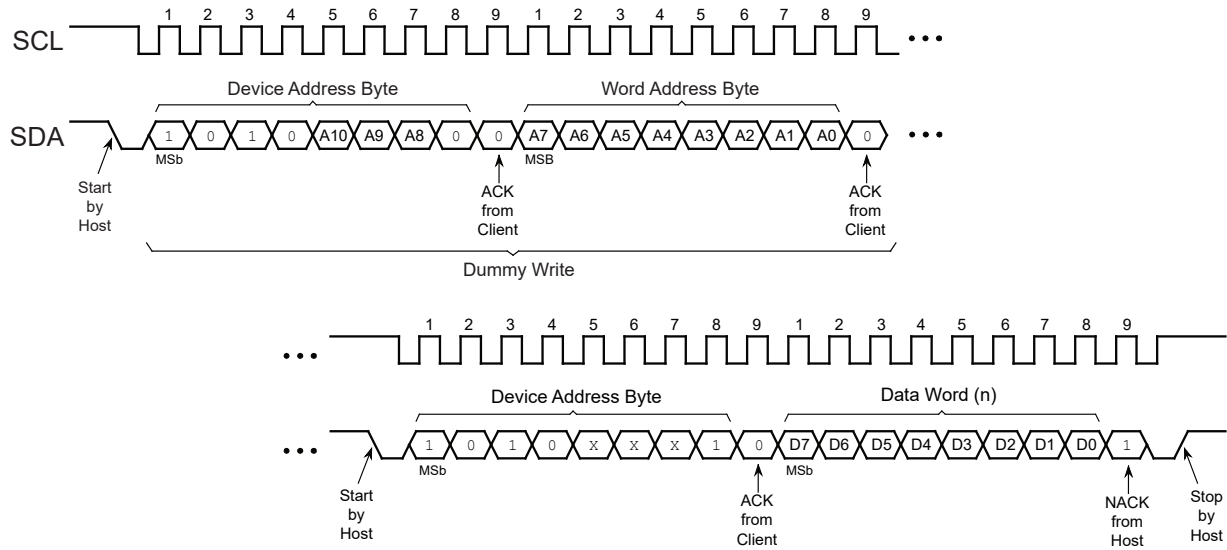 1 2 3 4 5 6 7 8 9 1 2 3 4 5 6 7 8 9
SCL
Device Address Byte Word Address Byte
SDA 1 0 1 0 A10 A9 A8 0 0 A7 A6 A5 A4 A3 A2 A1 A0 0
MSb MSB
Start
by
Host
ACK
from
Client
ACK
from
Client
Dummy Write
1 2 3 4 5 6 7 8 9 1 2 3 4 5 6 7 8 9
Device Address Byte Data Word (n)
1 0 1 0 X X X 1 0 D7 D6 D5 D4 D3 D2 D1 D0 1
MSb MSb
Start
by
Host
ACK
from
Client
NACK
from
Host
Stop
by
Host